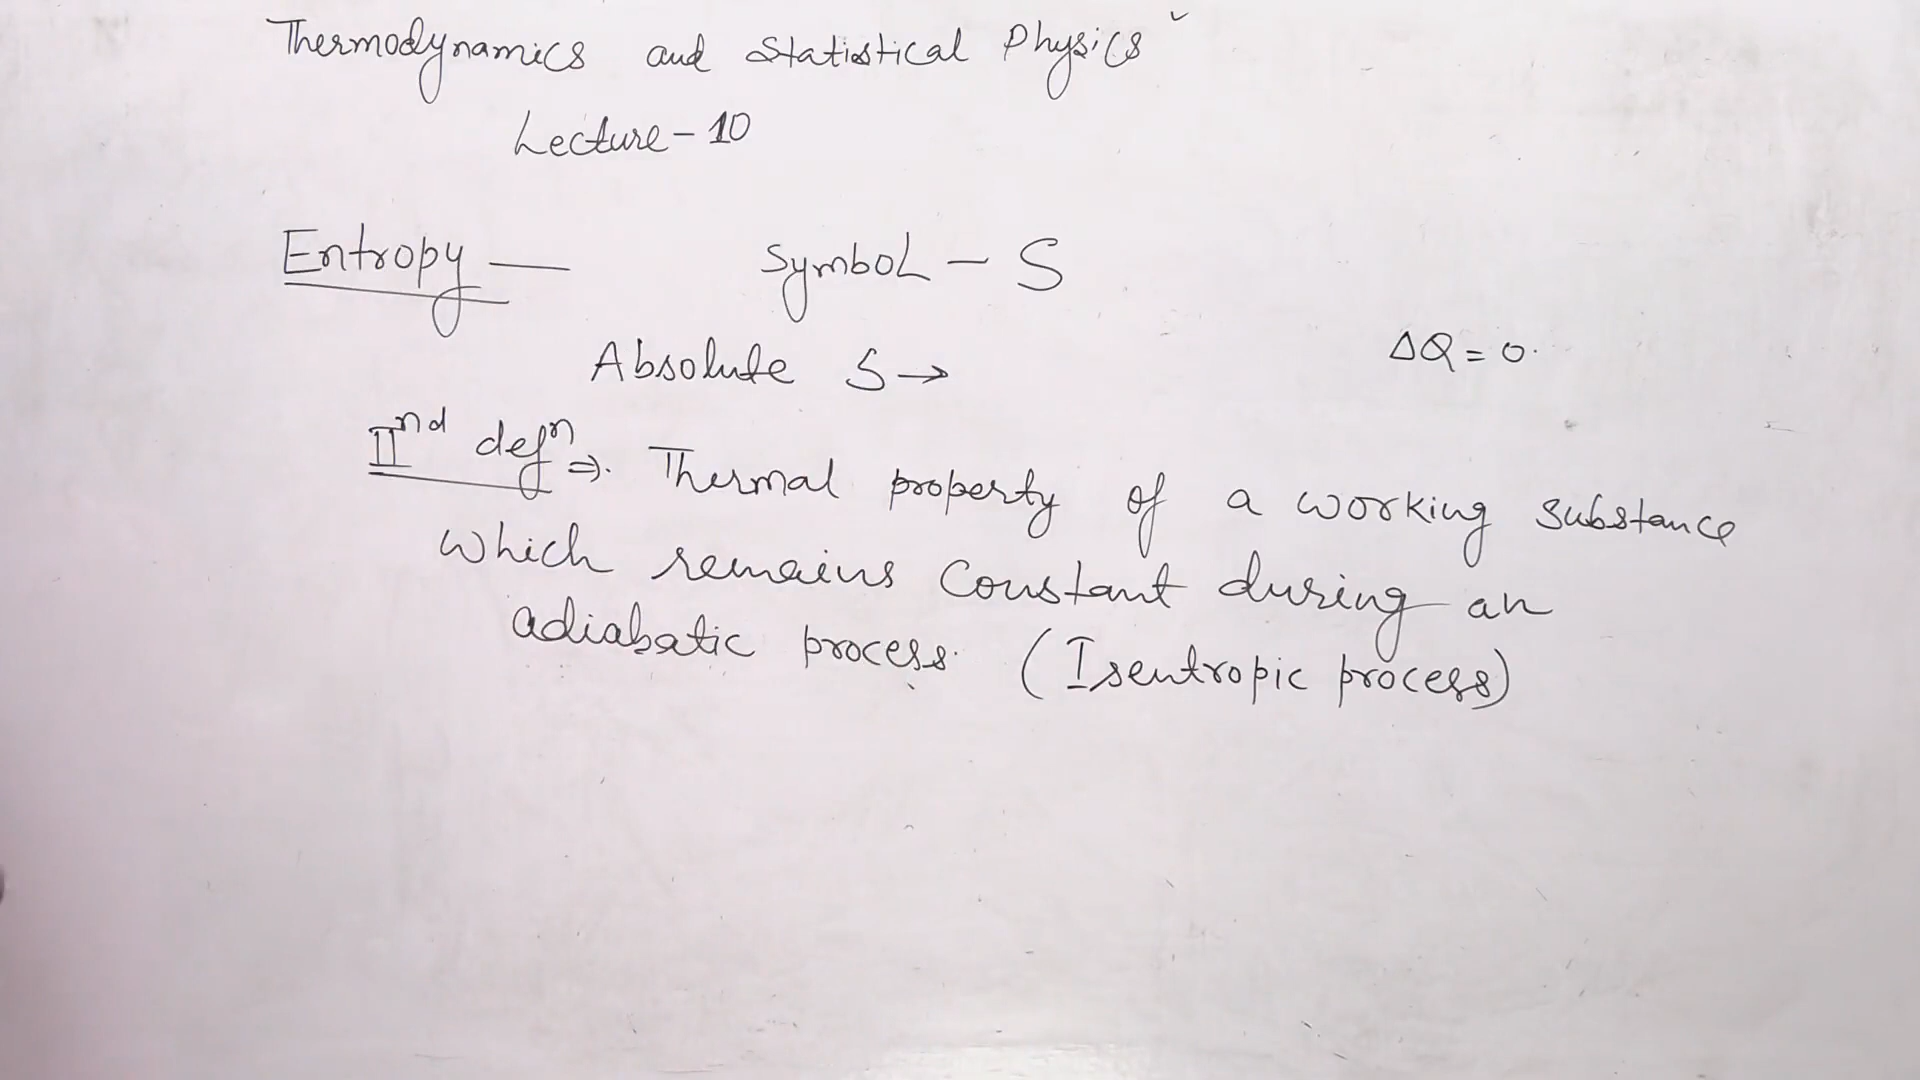 Thermodynamics and Statistical Physics
Lecture - 10
Entropy — Symbol - S
Absolute S →
ΔQ = 0.
IInd defn ⇒ Thermal property of a working substance
which remains constant during an
adiabatic process. (Isentropic process)